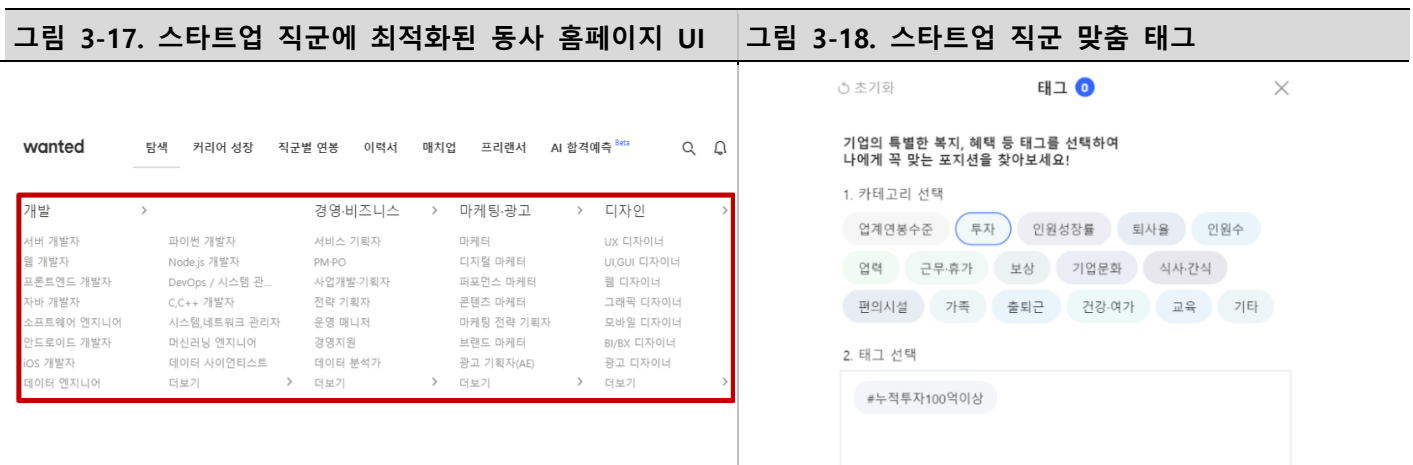 그림 3-17. 스타트업 직군에 최적화된 동사 홈페이지 UI
wanted 탐색 커리어 성장 직군별 연봉 이력서 매치업 프리랜서 AI 합격예측 Beta
개발 > 경영·비즈니스 > 마케팅·광고 > 디자인 >
서버 개발자 파이썬 개발자 서비스 기획자 마케터 UX 디자이너
웹 개발자 Node.js 개발자 PM·PO 디지털 마케터 UI,GUI 디자이너
프론트엔드 개발자 DevOps / 시스템 관... 사업개발·기획자 퍼포먼스 마케터 웹 디자이너
자바 개발자 C,C++ 개발자 전략 기획자 콘텐츠 마케터 그래픽 디자이너
소프트웨어 엔지니어 시스템,네트워크 관리자 운영 매니저 마케팅 전략 기획자 모바일 디자이너
안드로이드 개발자 머신러닝 엔지니어 경영지원 브랜드 마케터 BI/BX 디자이너
iOS 개발자 데이터 사이언티스트 데이터 분석가 광고 기획자(AE) 광고 디자이너
데이터 엔지니어 더보기 > 더보기 > 더보기 > 더보기 >
그림 3-18. 스타트업 직군 맞춤 태그
초기화 태그 0
기업의 특별한 복지, 혜택 등 태그를 선택하여
나에게 꼭 맞는 포지션을 찾아보세요!
1. 카테고리 선택
업계연봉수준 투자 인원성장률 퇴사율 인원수
업력 근무·휴가 보상 기업문화 식사·간식
편의시설 가족 출퇴근 건강·여가 교육 기타
2. 태그 선택
#누적투자100억이상